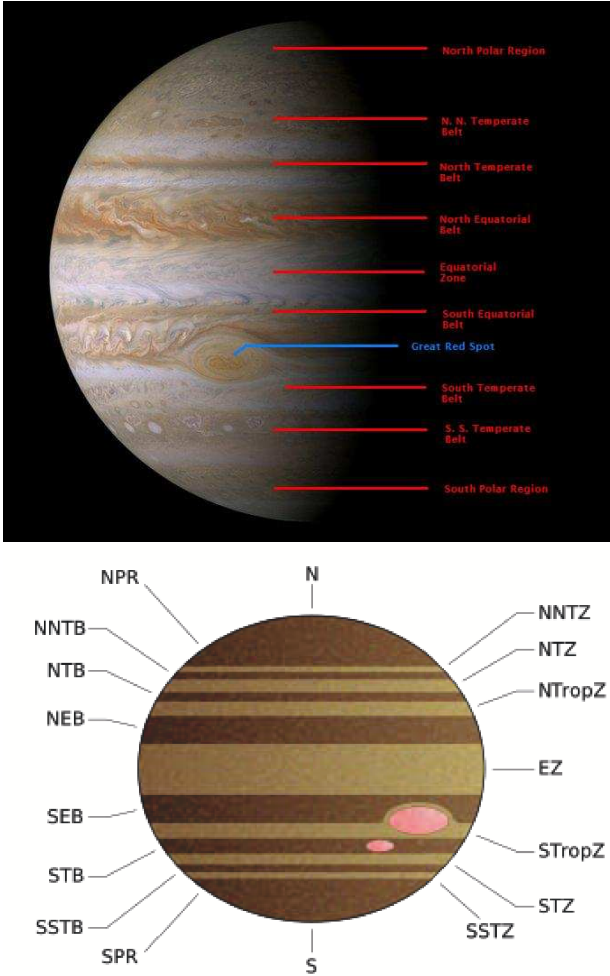 North Polar Region
N. N. Temperate
Belt
North Temperate
Belt
North Equatorial
Belt
Equatorial
Zone
South Equatorial
Belt
Great Red Spot
South Temperate
Belt
S. S. Temperate
Belt
South Polar Region
N
NPR
NNTZ
NNTB
NTZ
NTB
NTropZ
NEB
EZ
SEB
STropZ
STB
STZ
SSTB
SSTZ
SPR
S